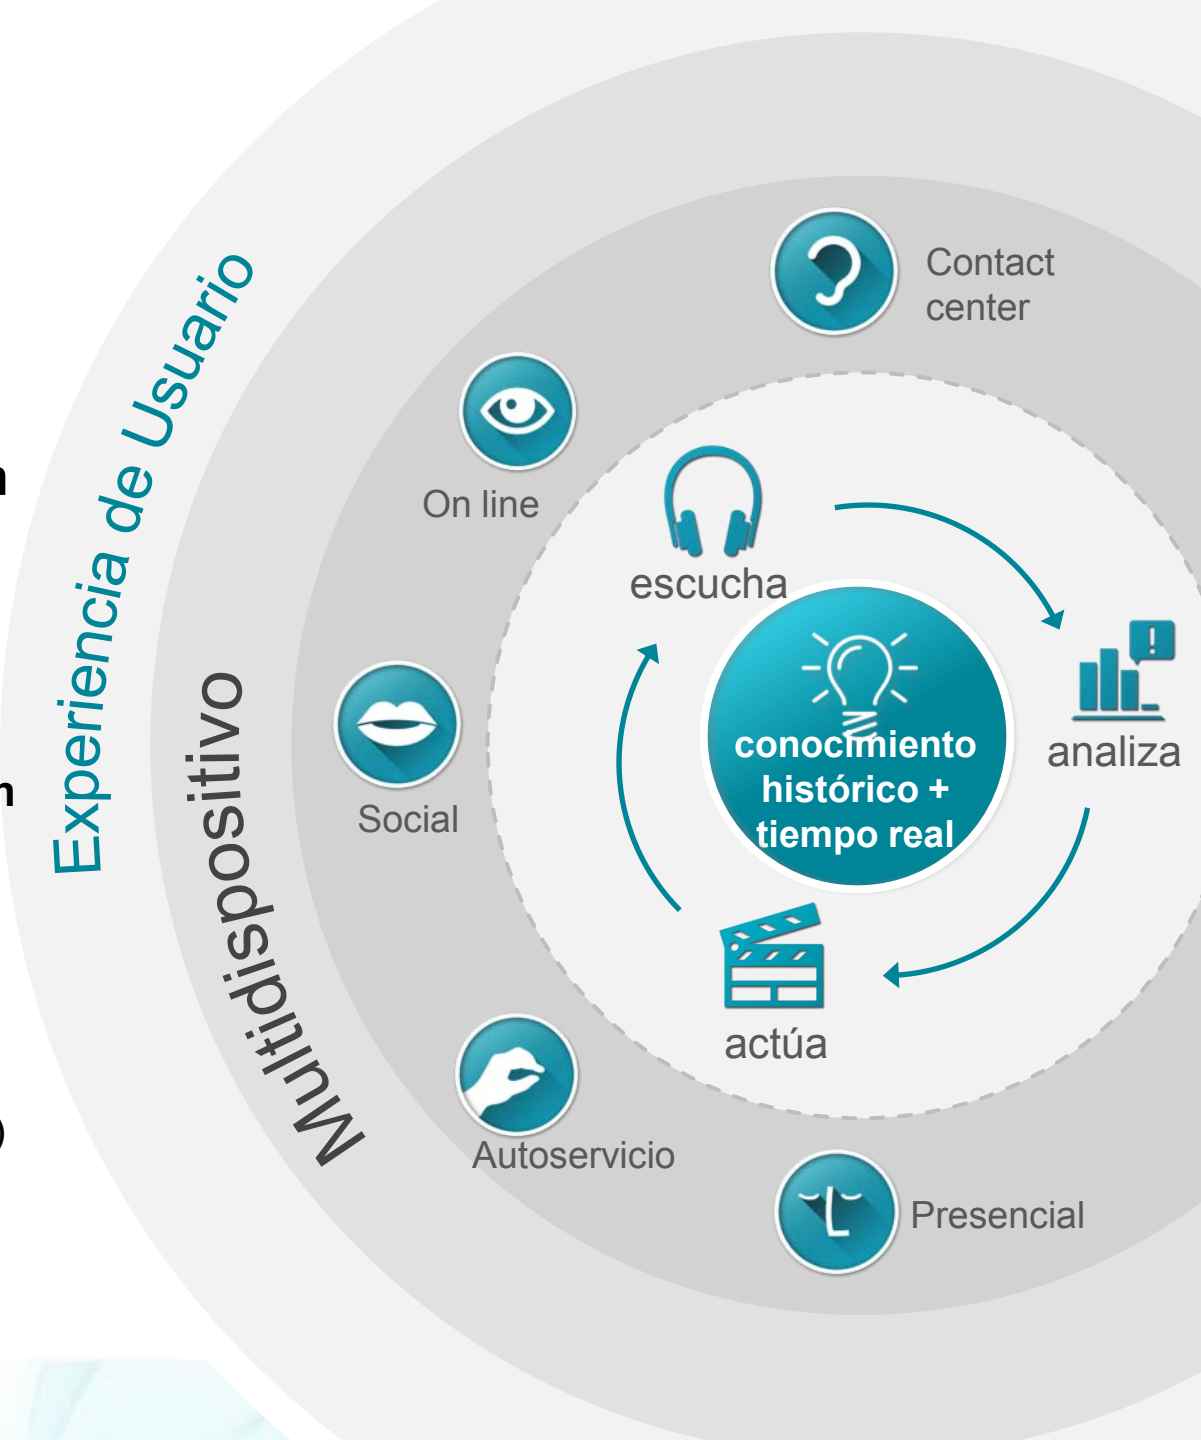 Experiencia de Usuario
Multidispositivo
Contact
center
On line
Social
Autoservicio
Presencial
escucha
analiza
actúa
conocimiento
histórico +
tiempo real